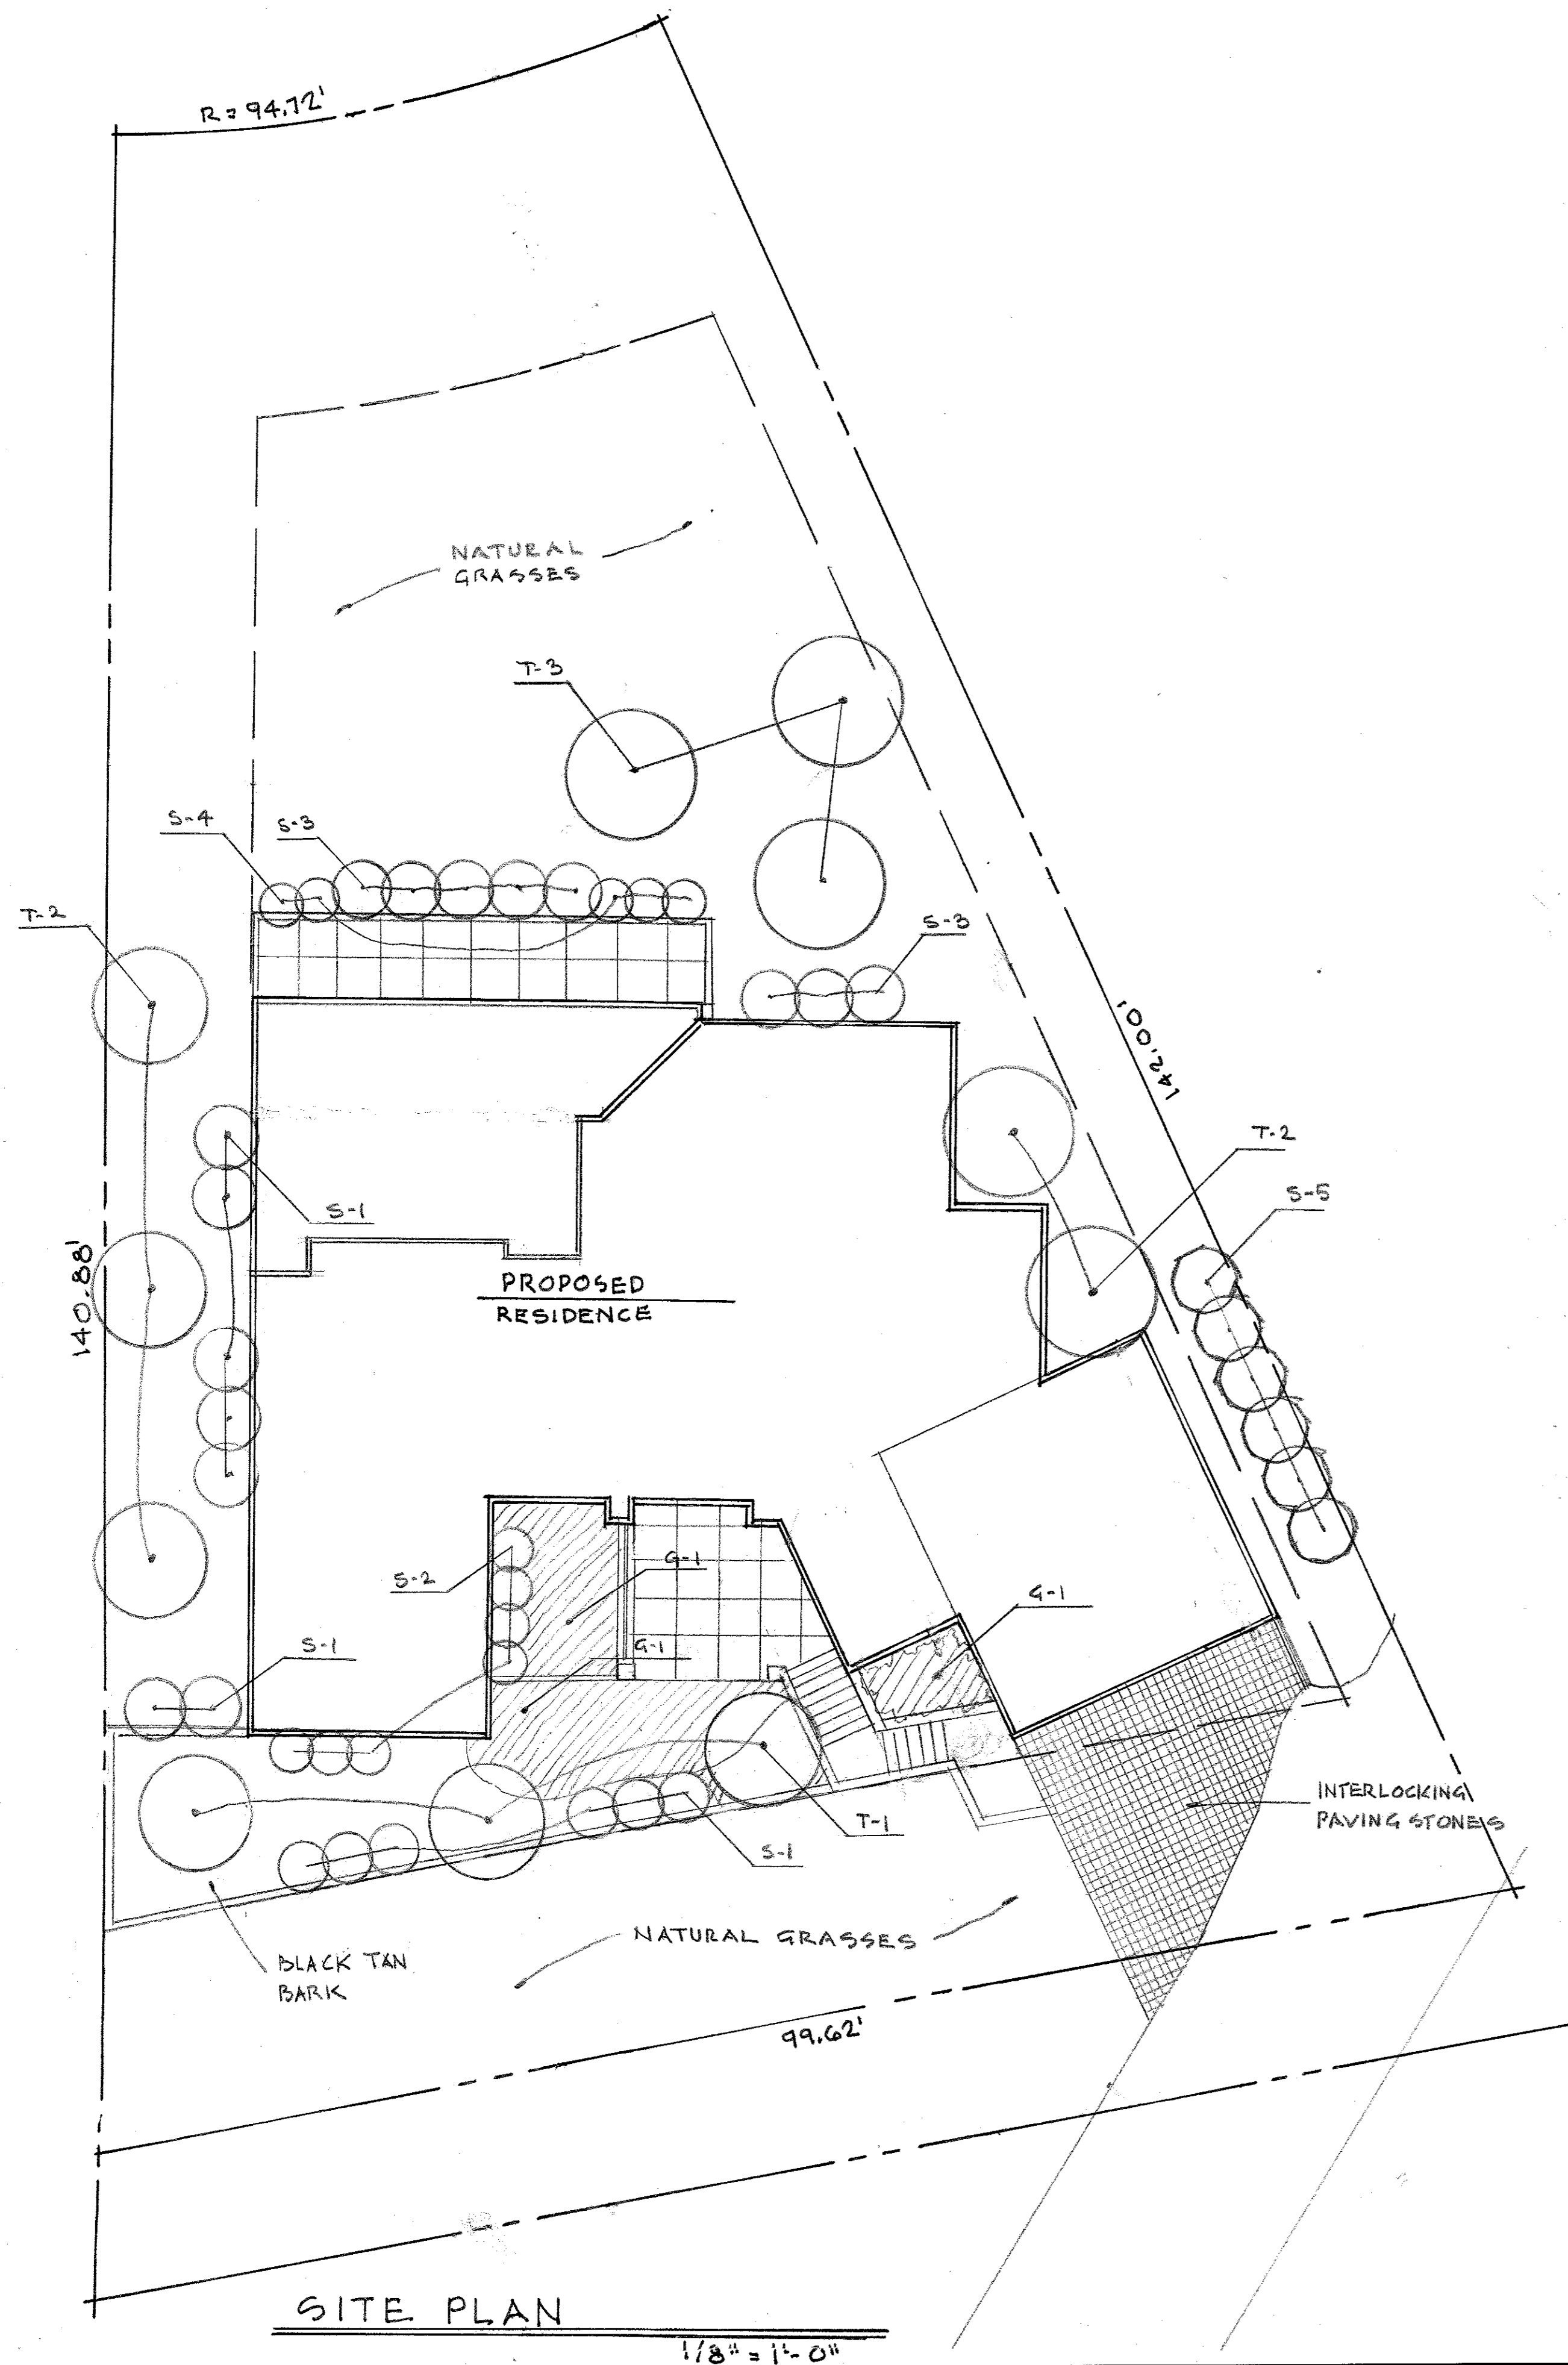 R=94.72'
NATURAL
GRASSES
T-3
S-4
S-3
T-2
S-3
142.00'
T-2
S-5
S-1
140.88'
PROPOSED
RESIDENCE
S-2
G-1
G-1
G-1
S-1
INTERLOCKING
PAVING STONES
T-1
S-1
NATURAL GRASSES
BLACK TAN
BARK
99.62'
SITE PLAN
1/8" = 1'-0"